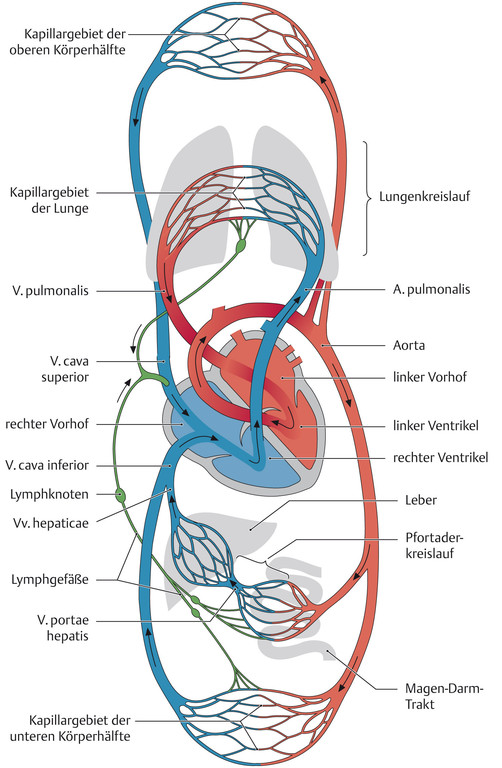 Kapillargebiet der
oberen Körperhälfte
Kapillargebiet
der Lunge
Lungenkreislauf
V. pulmonalis
A. pulmonalis
Aorta
V. cava
superior
linker Vorhof
rechter Vorhof
linker Ventrikel
V. cava inferior
rechter Ventrikel
Lymphknoten
Leber
Vv. hepaticae
Pfortader-
kreislauf
Lymphgefäße
V. portae
hepatis
Magen-Darm-
Trakt
Kapillargebiet der
unteren Körperhälfte